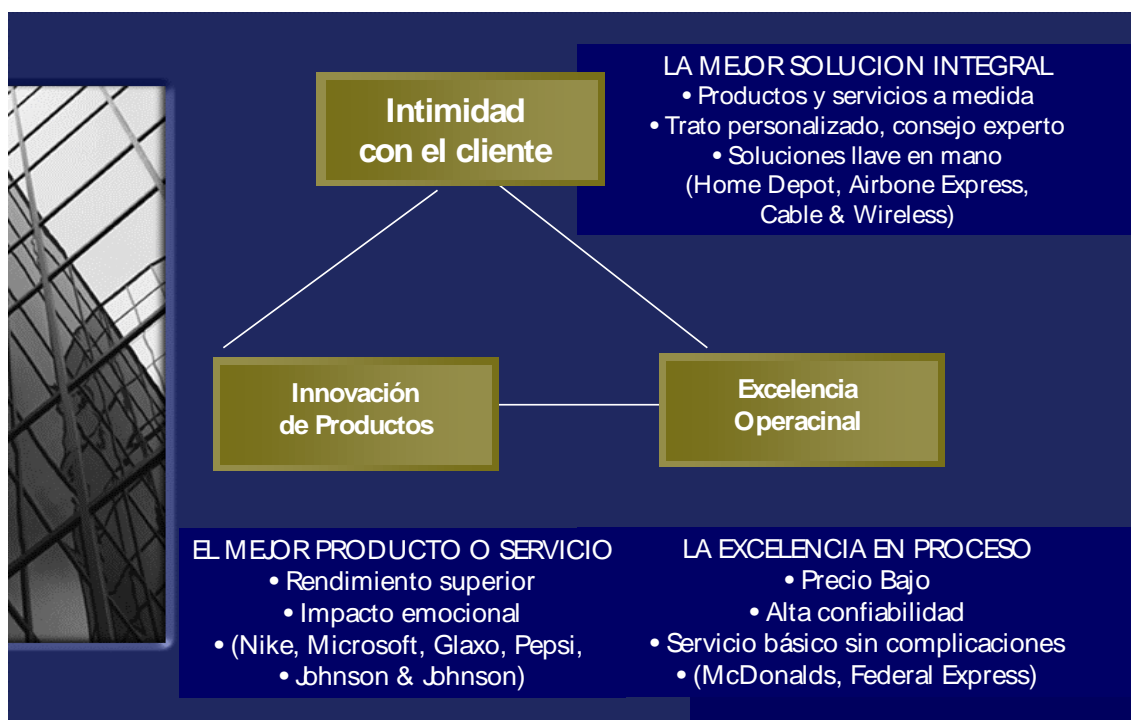 LA MEJOR SOLUCION INTEGRAL
• Productos y servicios a medida
• Trato personalizado, consejo experto
• Soluciones llave en mano
(Home Depot, Airbone Express,
Cable & Wireless)
Intimidad
con el cliente
Innovación
de Productos
Excelencia
Operacinal
EL MEJOR PRODUCTO O SERVICIO
• Rendimiento superior
• Impacto emocional
• (Nike, Microsoft, Glaxo, Pepsi,
• Johnson & Johnson)
LA EXCELENCIA EN PROCESO
• Precio Bajo
• Alta confiabilidad
• Servicio básico sin complicaciones
• (McDonalds, Federal Express)